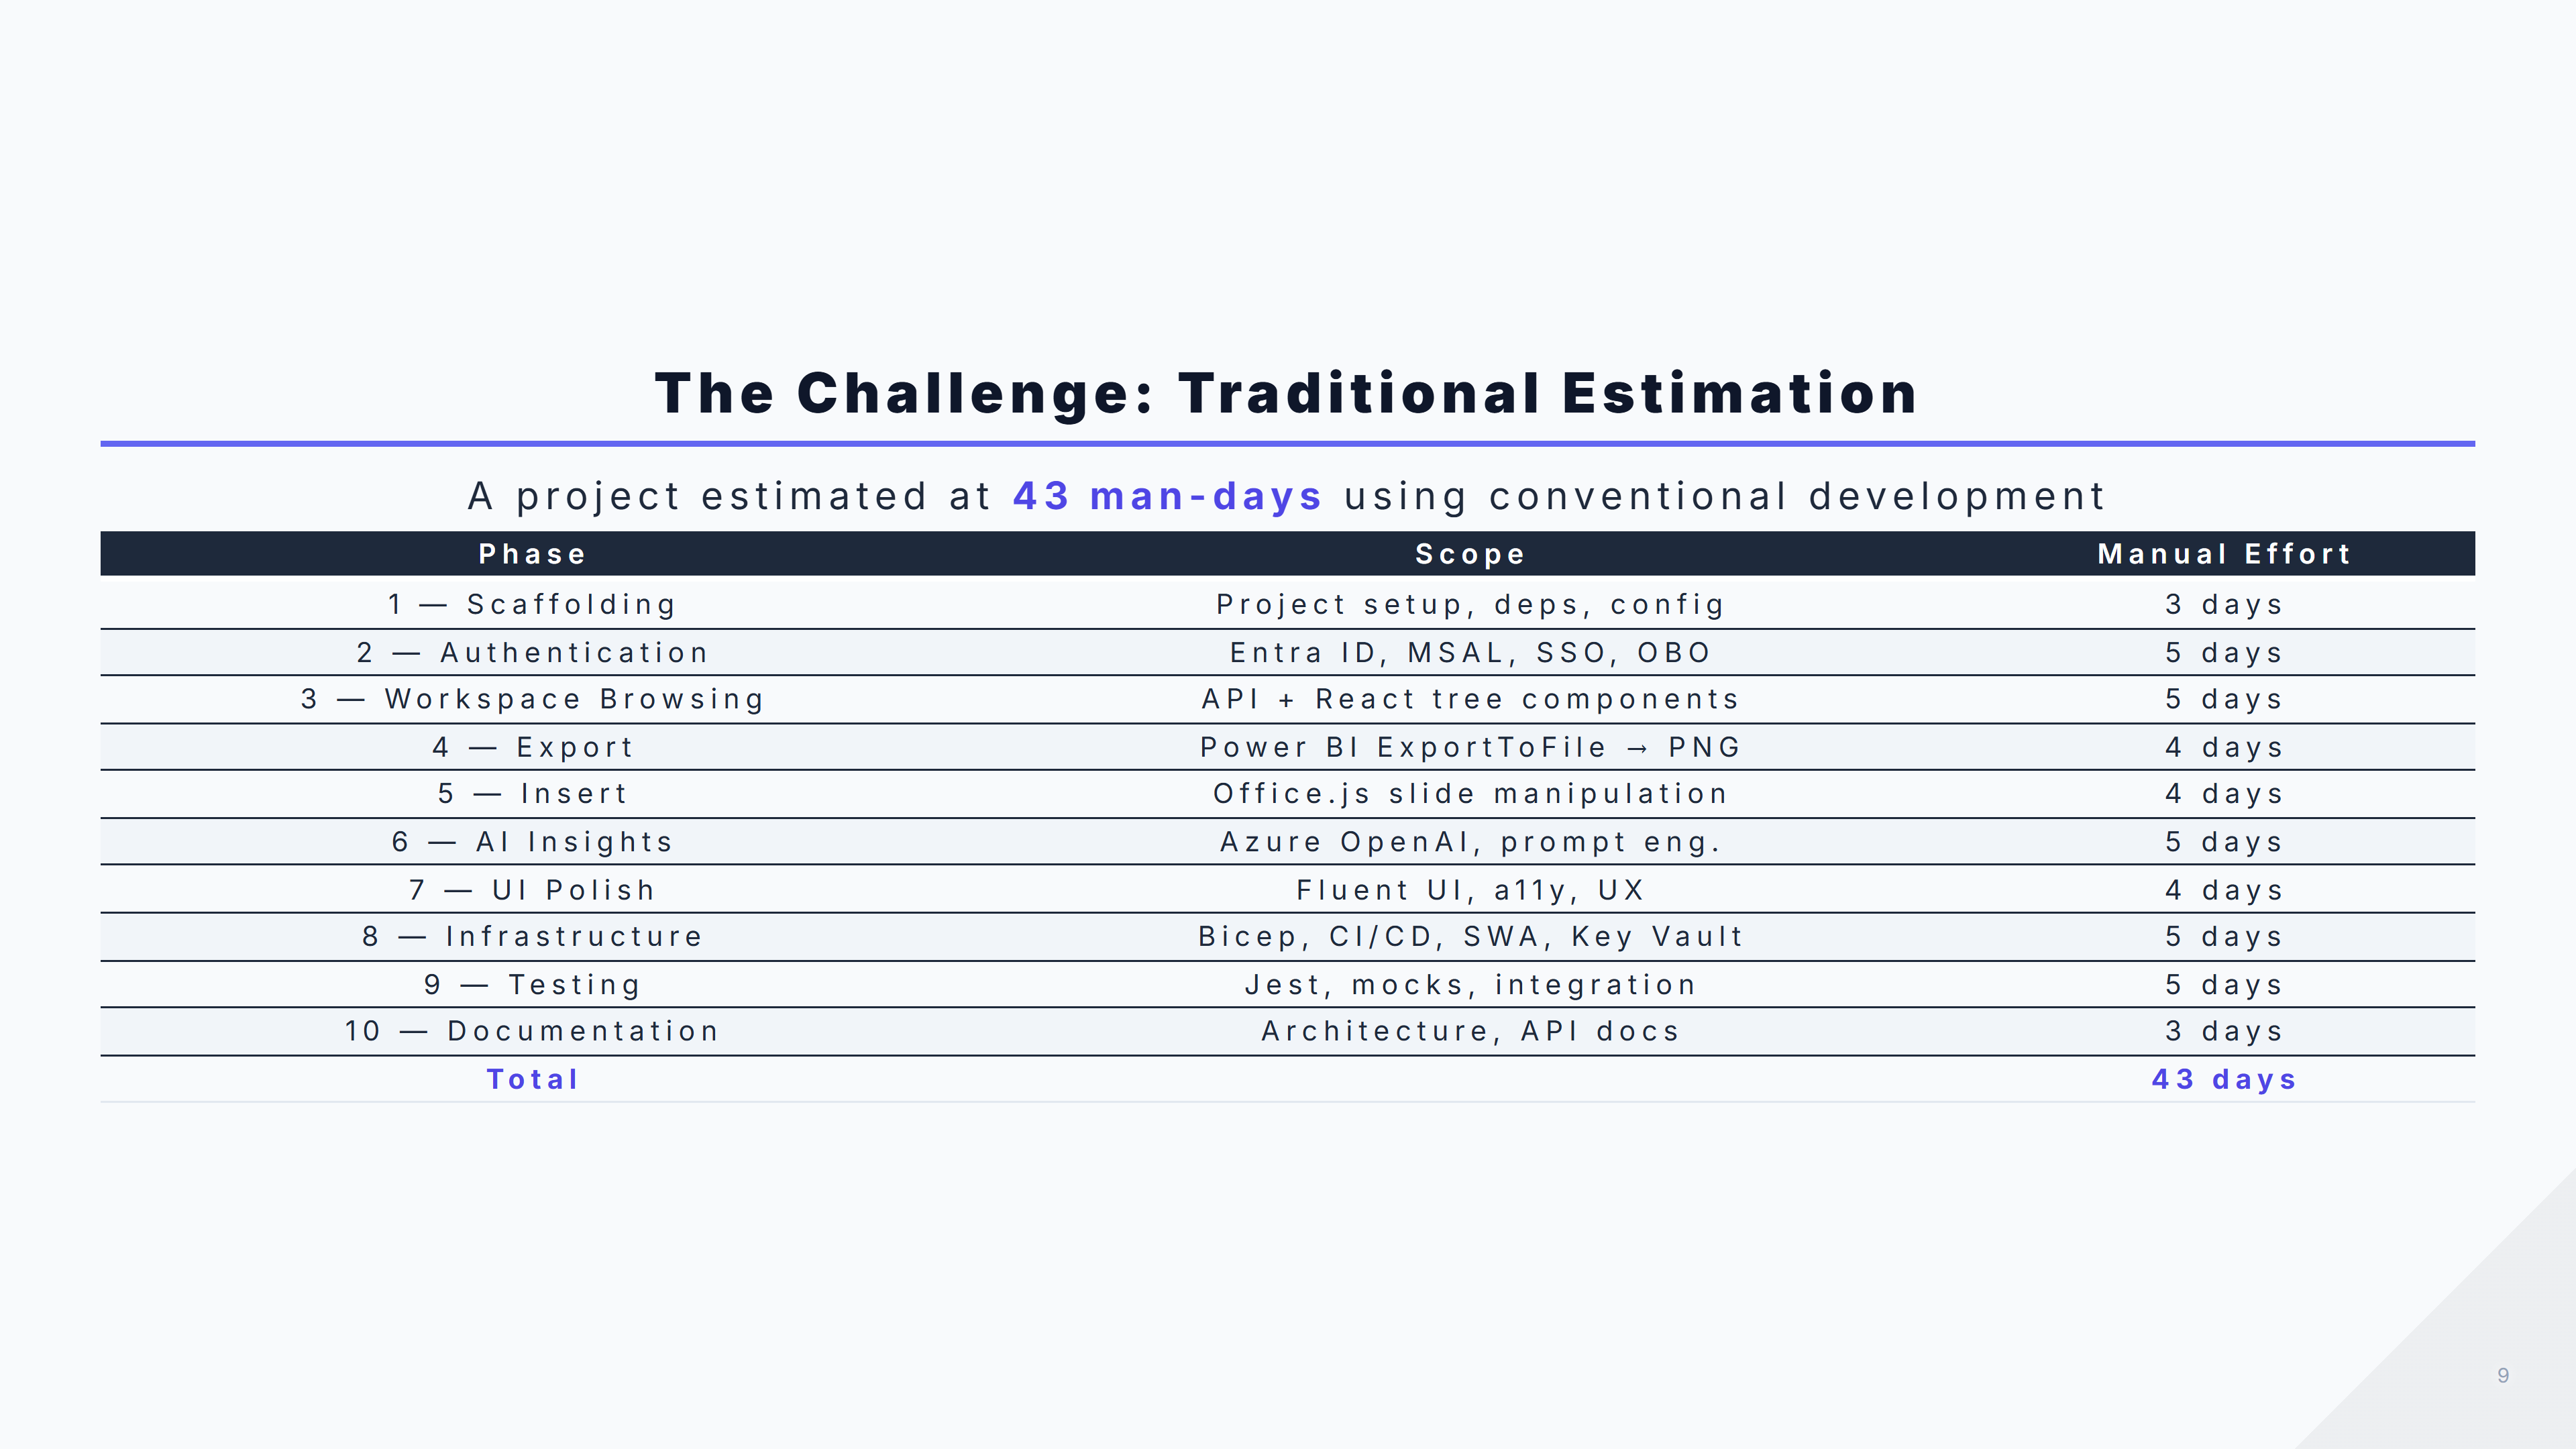 The Challenge: Traditional Estimation
A project estimated at 43 man-days using conventional development
Phase Scope Manual Effort
1 — Scaffolding Project setup, deps, config 3 days
2 — Authentication Entra ID, MSAL, SSO, OBO 5 days
3 — Workspace Browsing API + React tree components 5 days
4 — Export Power BI ExportToFile → PNG 4 days
5 — Insert Office.js slide manipulation 4 days
6 — AI Insights Azure OpenAI, prompt eng. 5 days
7 — UI Polish Fluent UI, a11y, UX 4 days
8 — Infrastructure Bicep, CI/CD, SWA, Key Vault 5 days
9 — Testing Jest, mocks, integration 5 days
10 — Documentation Architecture, API docs 3 days
Total 43 days
9